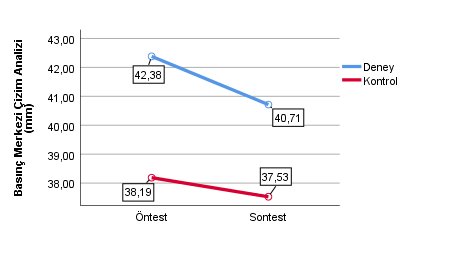 Basınç Merkezi Çizim Analizi
(mm)
43,00
42,00
41,00
40,00
39,00
38,00
42,38
40,71
38,19
37,53
Öntest
Sontest
Deney
Kontrol